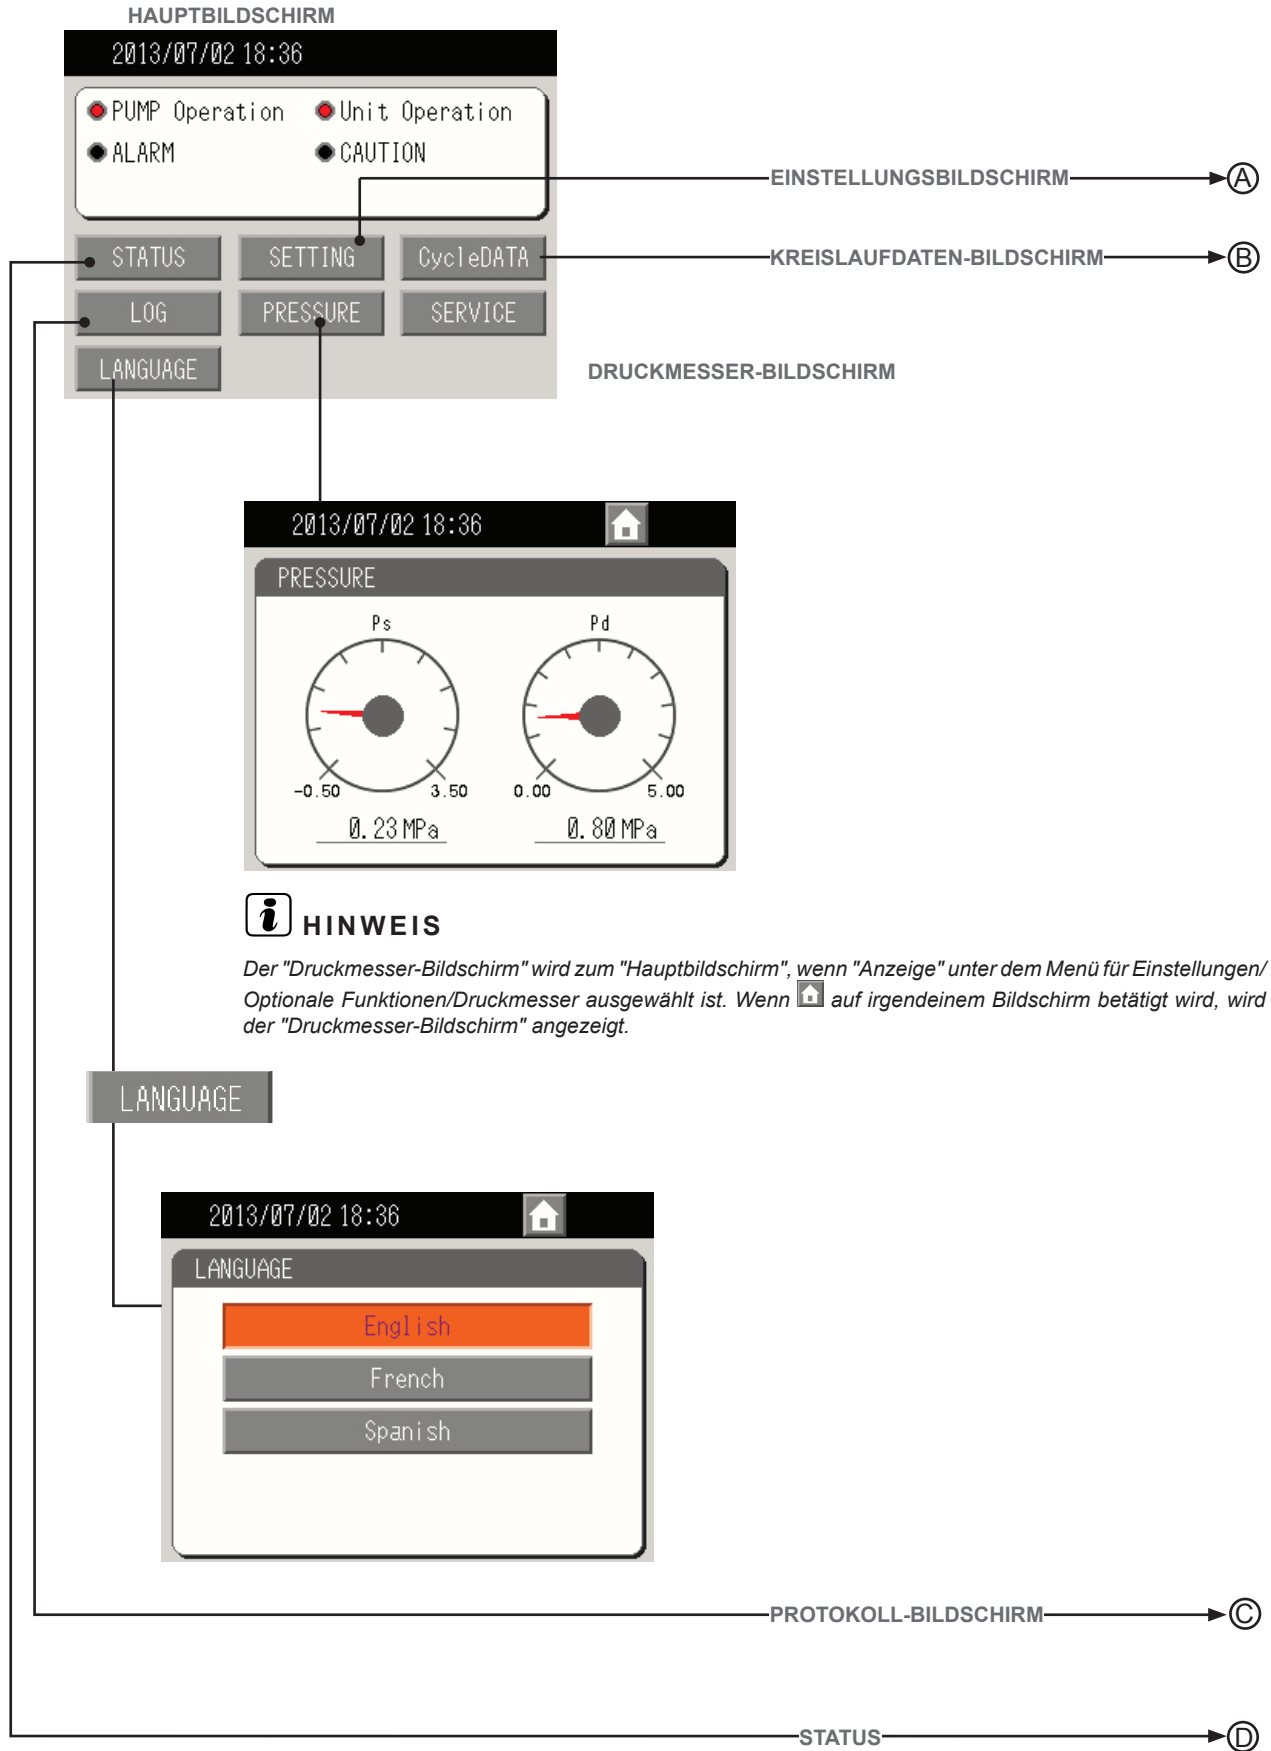 HAUPTBILDSCHIRM
2013/07/02 18:36
PUMP Operation Unit Operation
ALARM CAUTION
EINSTELLUNGSBILDSCHIRM A
STATUS SETTING CycleDATA
KREISLAUFDATEN-BILDSCHIRM B
LOG PRESSURE SERVICE
LANGUAGE
DRUCKMESSER-BILDSCHIRM
2013/07/02 18:36
PRESSURE
Ps Pd
-0.50 3.50 0.00 5.00
0.23 MPa 0.80 MPa
i HINWEIS
Der "Druckmesser-Bildschirm" wird zum "Hauptbildschirm", wenn "Anzeige" unter dem Menü für Einstellungen/
Optionale Funktionen/Druckmesser ausgewählt ist. Wenn auf irgendeinem Bildschirm betätigt wird, wird
der "Druckmesser-Bildschirm" angezeigt.
LANGUAGE
2013/07/02 18:36
LANGUAGE
English
French
Spanish
PROTOKOLL-BILDSCHIRM C
STATUS D